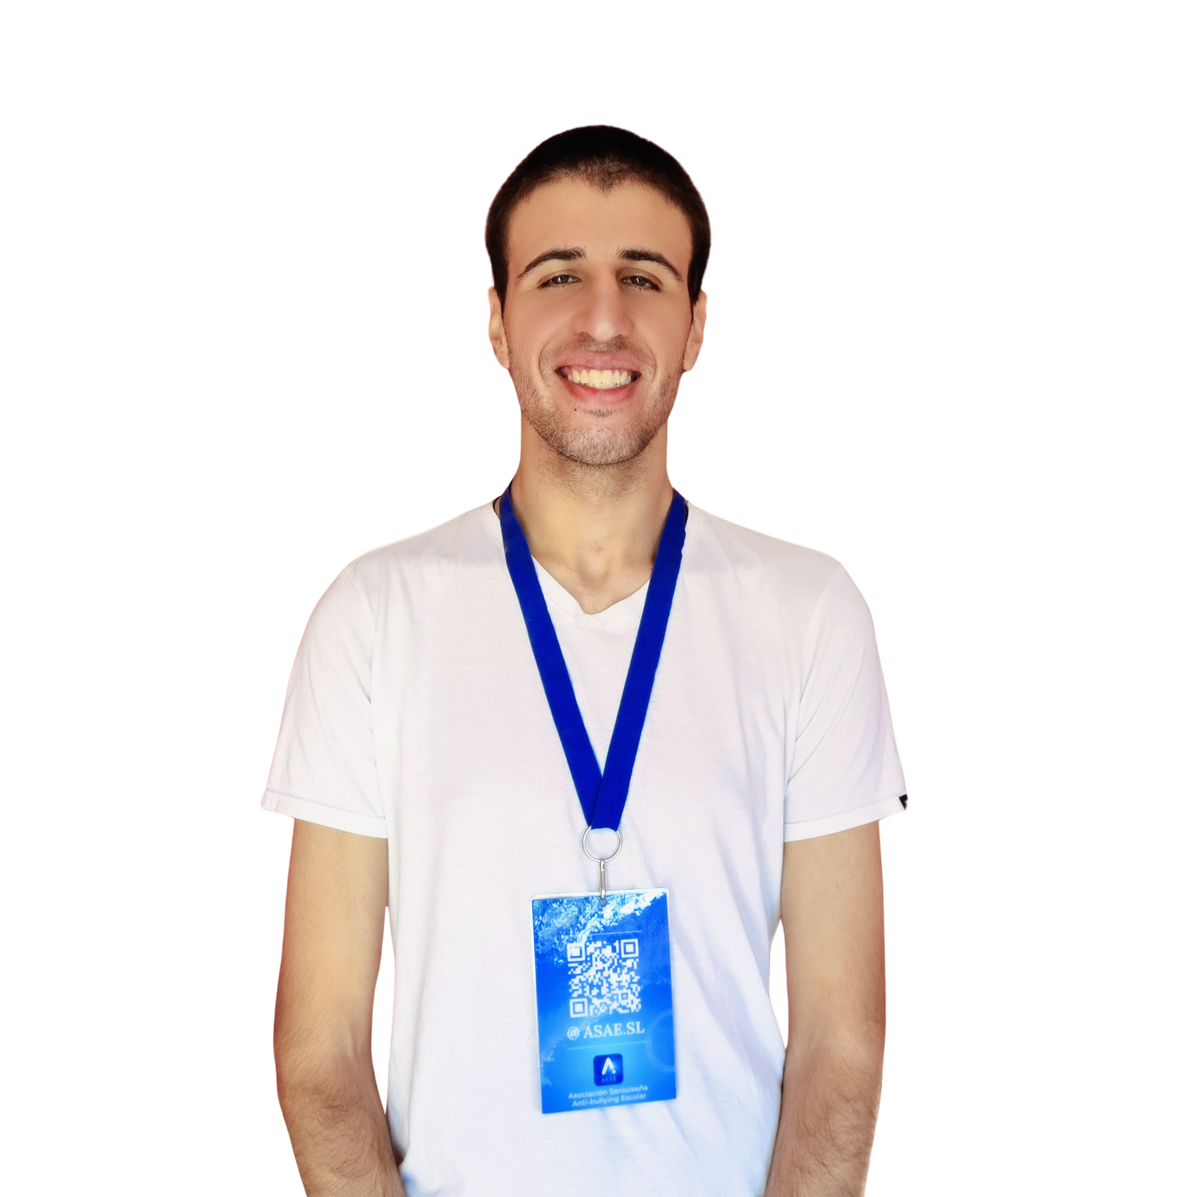 @ ASAE.SL
Asociación Sanluiseña
Anti-bullying Escolar